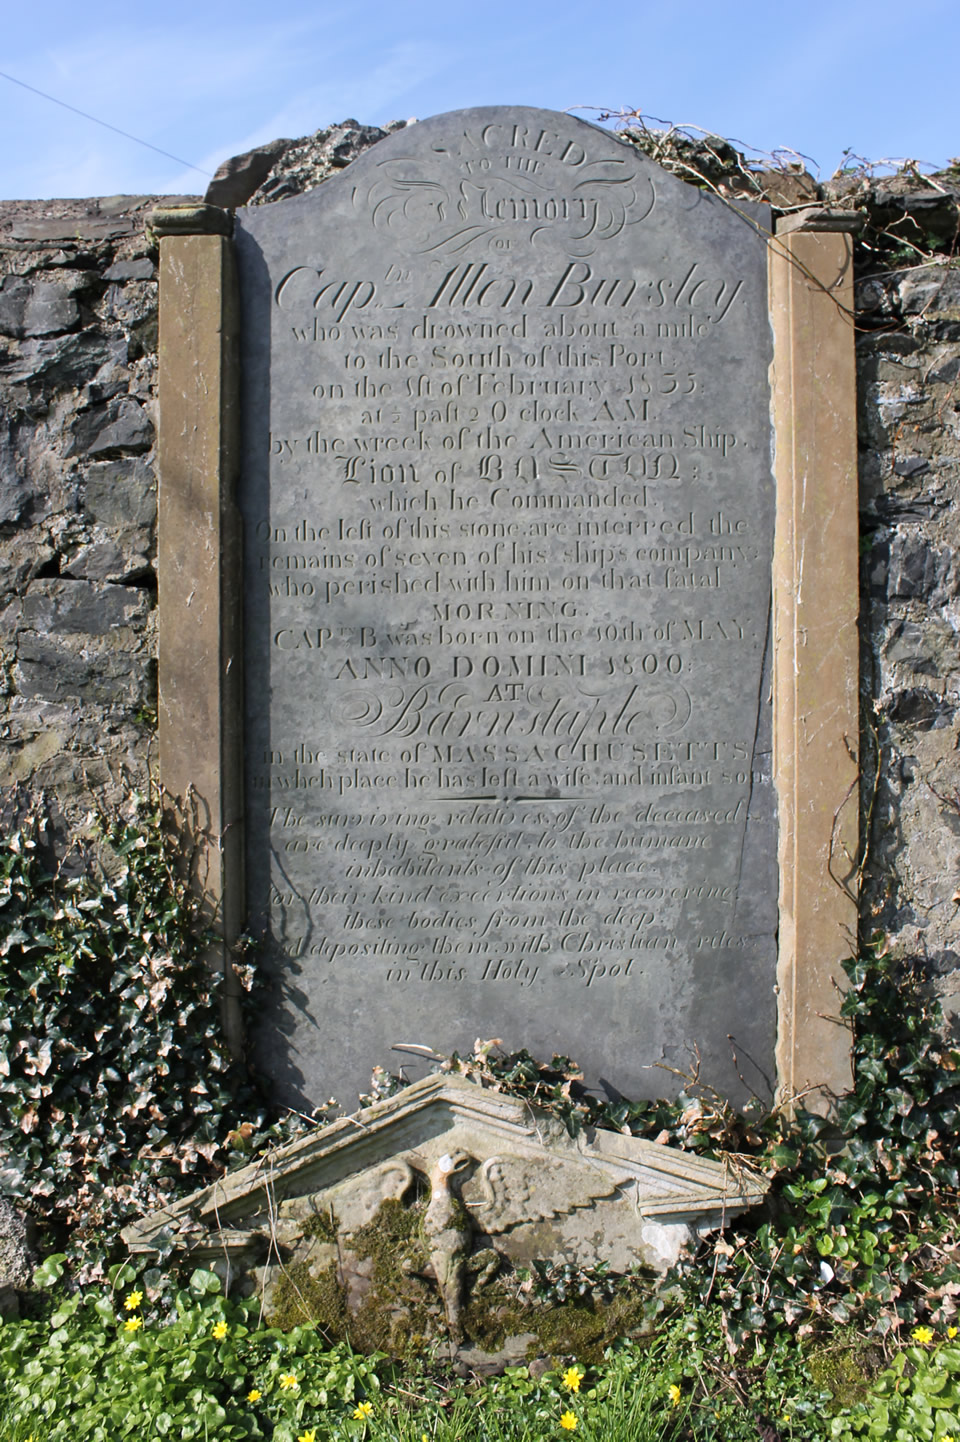 SACRED
TO THE
Memory
OF
Cap.tn Allen Bursley
who was drowned about a mile
to the South of this Port:
on the 1st of February 1835:
at ½ past 2 O clock A.M.
by the wreck of the American Ship,
Lion of BOSTON:
which he Commanded.
On the left of this stone are interred the
remains of seven of his ships company,
who perished with him on that fatal
MORNING.
CAPTN. B was born on the 10th of MAY
ANNO DOMINI 1800:
AT
Barnstaple
in the state of MASSACHUSETTS
in which place he has left a wife and infant son
The surviving relatives of the deceased
are deeply grateful to the humane
inhabitants of this place
for their kind exertions in recovering
these bodies from the deep,
and depositing them with Christian rites
in this Holy Spot.